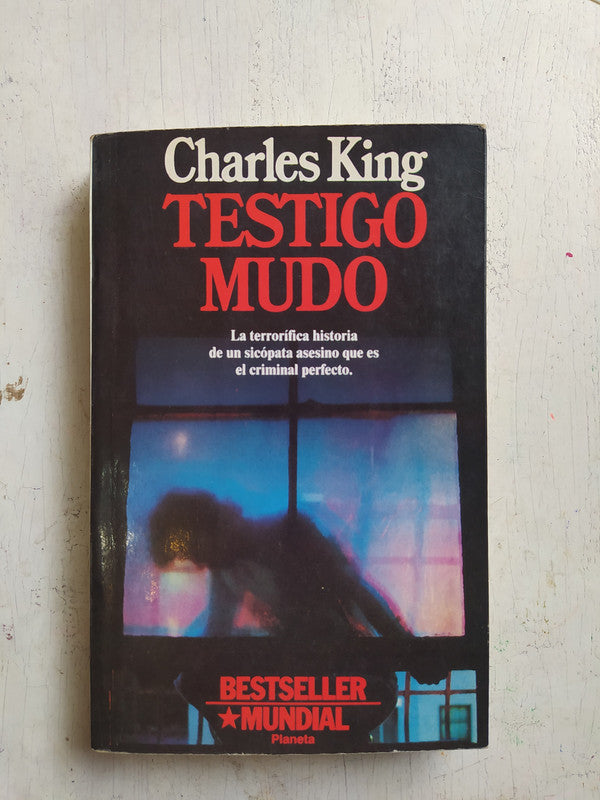 Charles King
TESTIGO
MUDO
La terrorífica historia
de un sicópata asesino que es
el criminal perfecto.
BESTSELLER
★MUNDIAL
Planeta